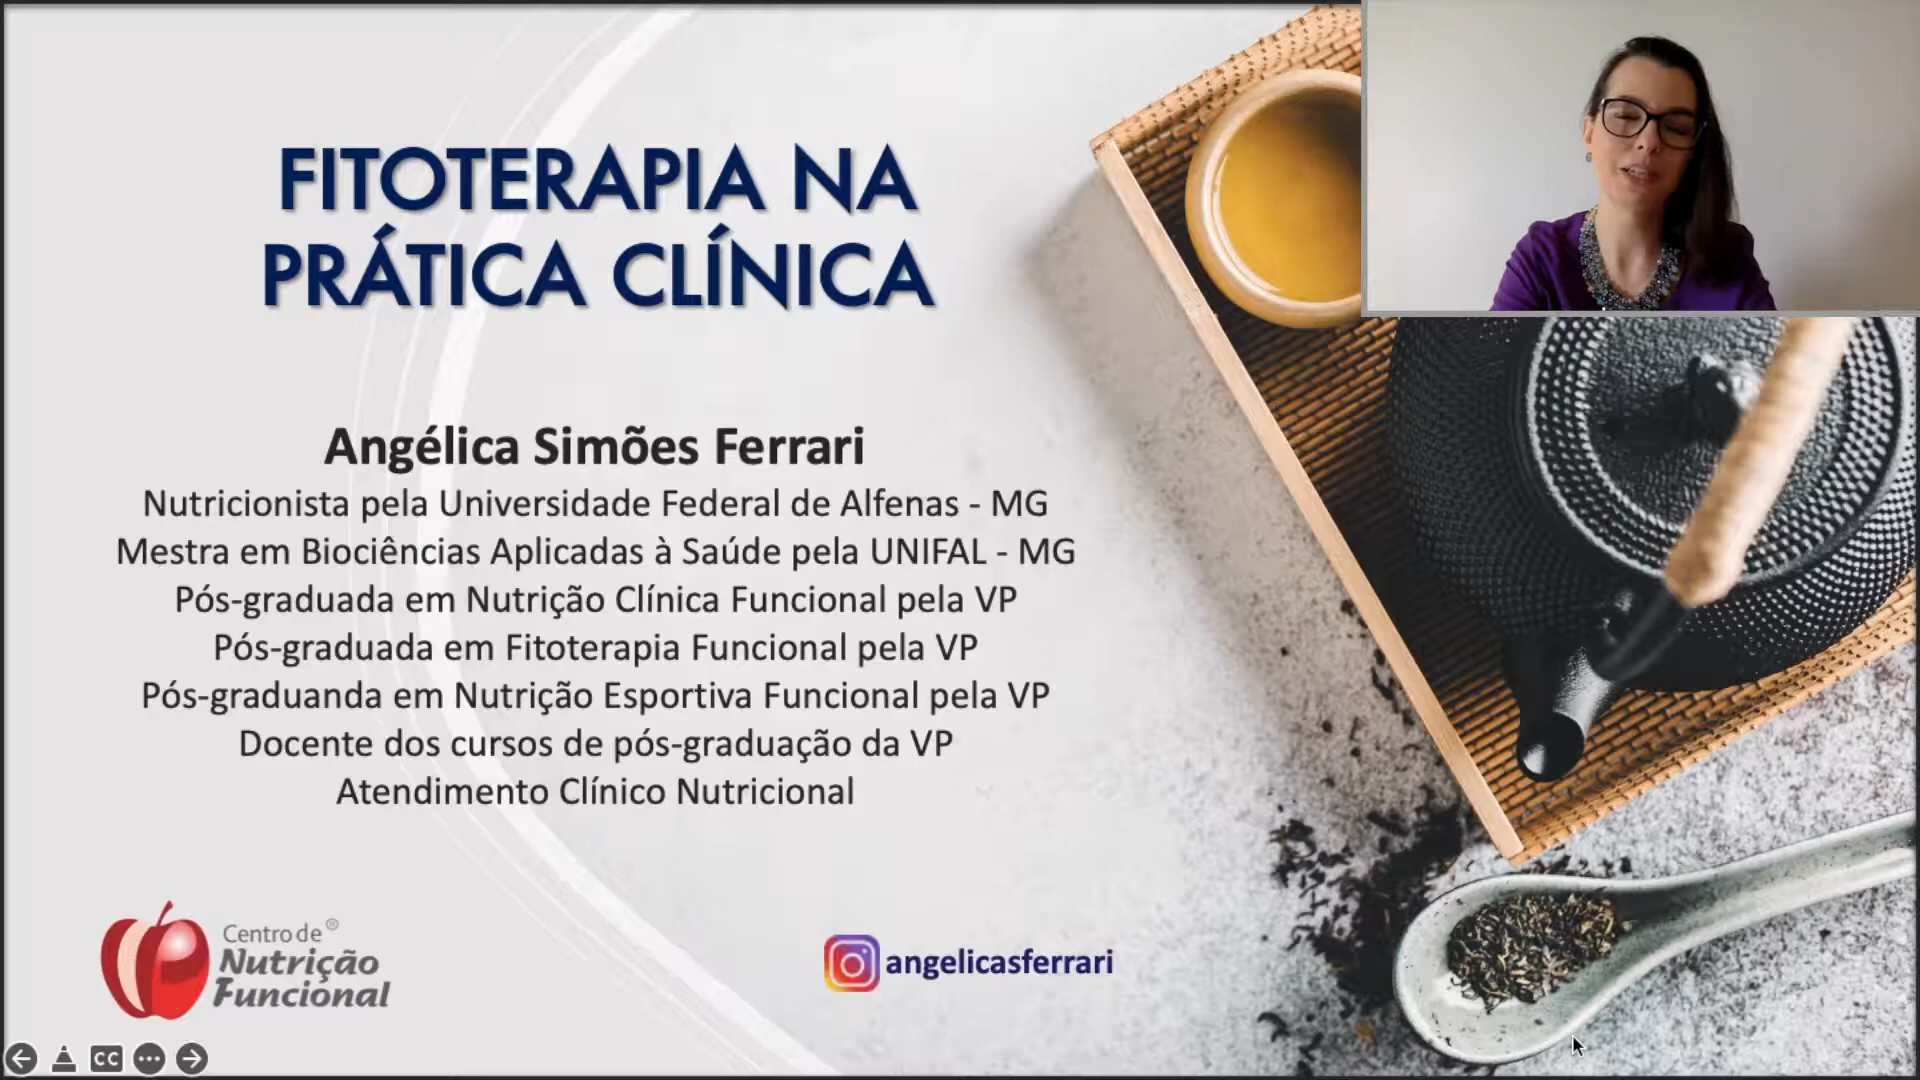 FITOTERAPIA NA
PRÁTICA CLÍNICA
Angélica Simões Ferrari
Nutricionista pela Universidade Federal de Alfenas - MG
Mestra em Biociências Aplicadas à Saúde pela UNIFAL - MG
Pós-graduada em Nutrição Clínica Funcional pela VP
Pós-graduada em Fitoterapia Funcional pela VP
Pós-graduanda em Nutrição Esportiva Funcional pela VP
Docente dos cursos de pós-graduação da VP
Atendimento Clínico Nutricional
Centro de ®
Nutrição
Funcional
angelicasferrari
CC